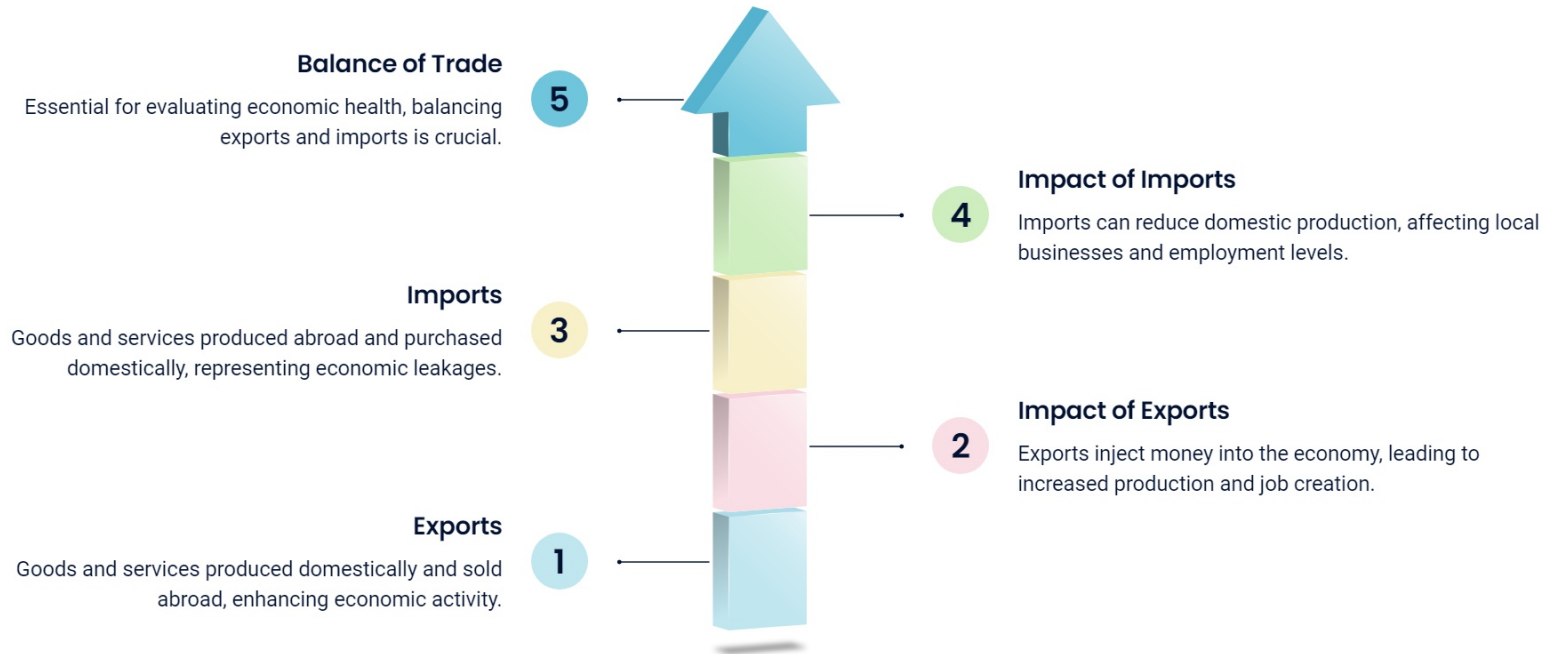 Balance of Trade
5
Essential for evaluating economic health, balancing
exports and imports is crucial.
Impact of Imports
4
Imports can reduce domestic production, affecting local
businesses and employment levels.
Imports
3
Goods and services produced abroad and purchased
domestically, representing economic leakages.
Impact of Exports
2
Exports inject money into the economy, leading to
increased production and job creation.
Exports
1
Goods and services produced domestically and sold
abroad, enhancing economic activity.